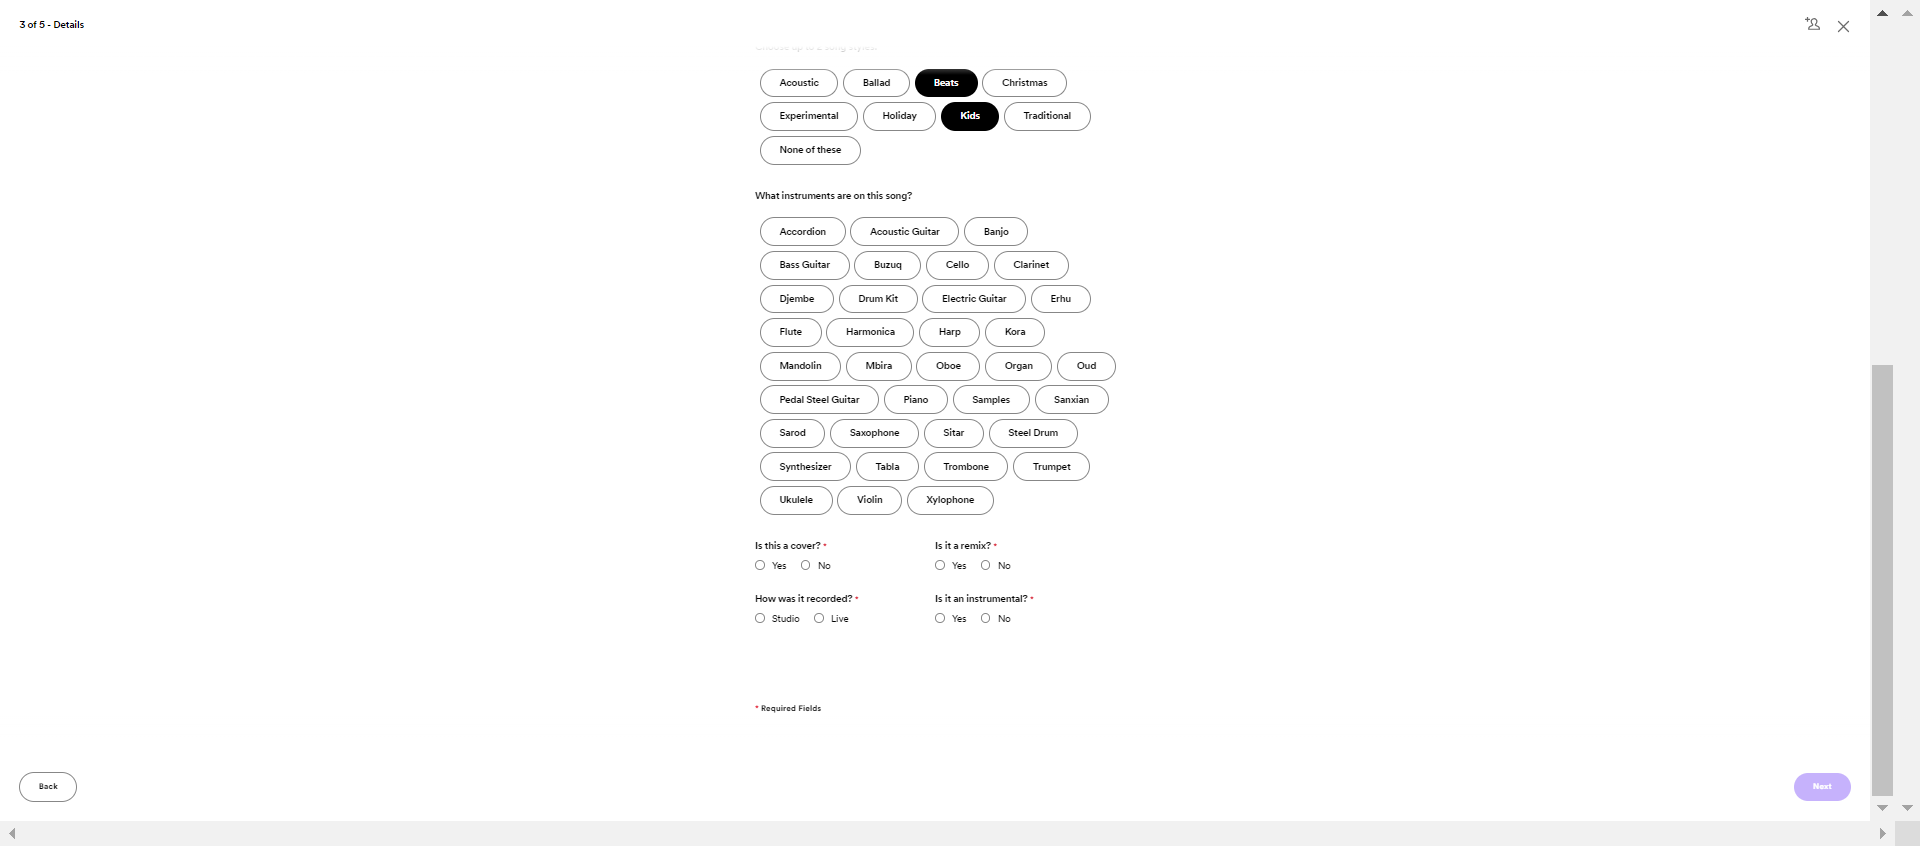 3 of 5 - Details
Acoustic Ballad Beats Christmas
Experimental Holiday Kids Traditional
None of these
What instruments are on this song?
Accordion Acoustic Guitar Banjo
Bass Guitar Buzuq Cello Clarinet
Djembe Drum Kit Electric Guitar Erhu
Flute Harmonica Harp Kora
Mandolin Mbira Oboe Organ Oud
Pedal Steel Guitar Piano Samples Sanxian
Sarod Saxophone Sitar Steel Drum
Synthesizer Tabla Trombone Trumpet
Ukulele Violin Xylophone
Is this a cover? * Is it a remix? *
Yes No Yes No
How was it recorded? * Is it an instrumental? *
Studio Live Yes No
* Required Fields
Back Next